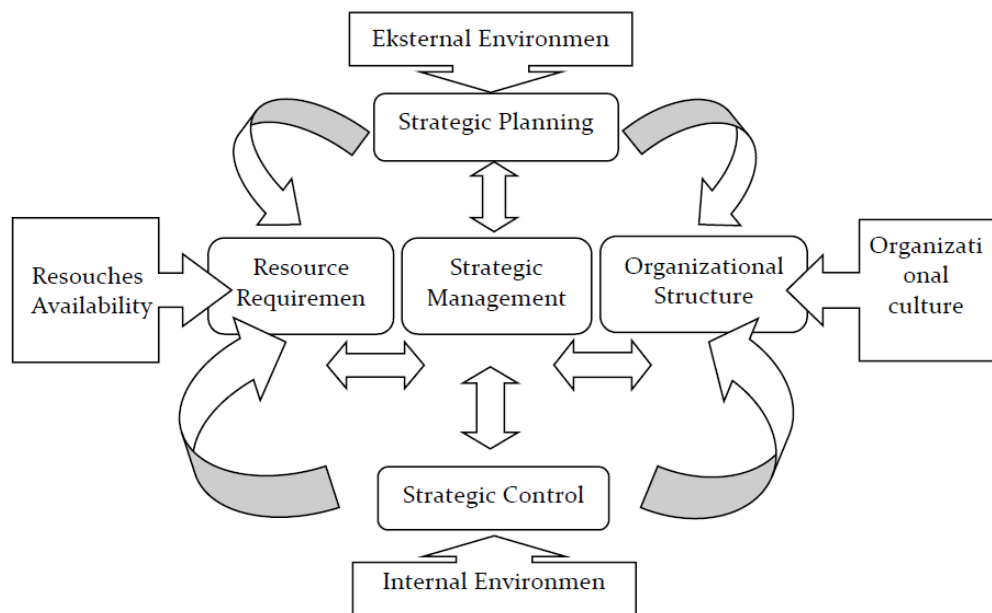 Eksternal Environmen
Strategic Planning
Resouches
Availability
Resource
Requiremen
Strategic
Management
Organizational
Structure
Organizati
onal
culture
Strategic Control
Internal Environmen